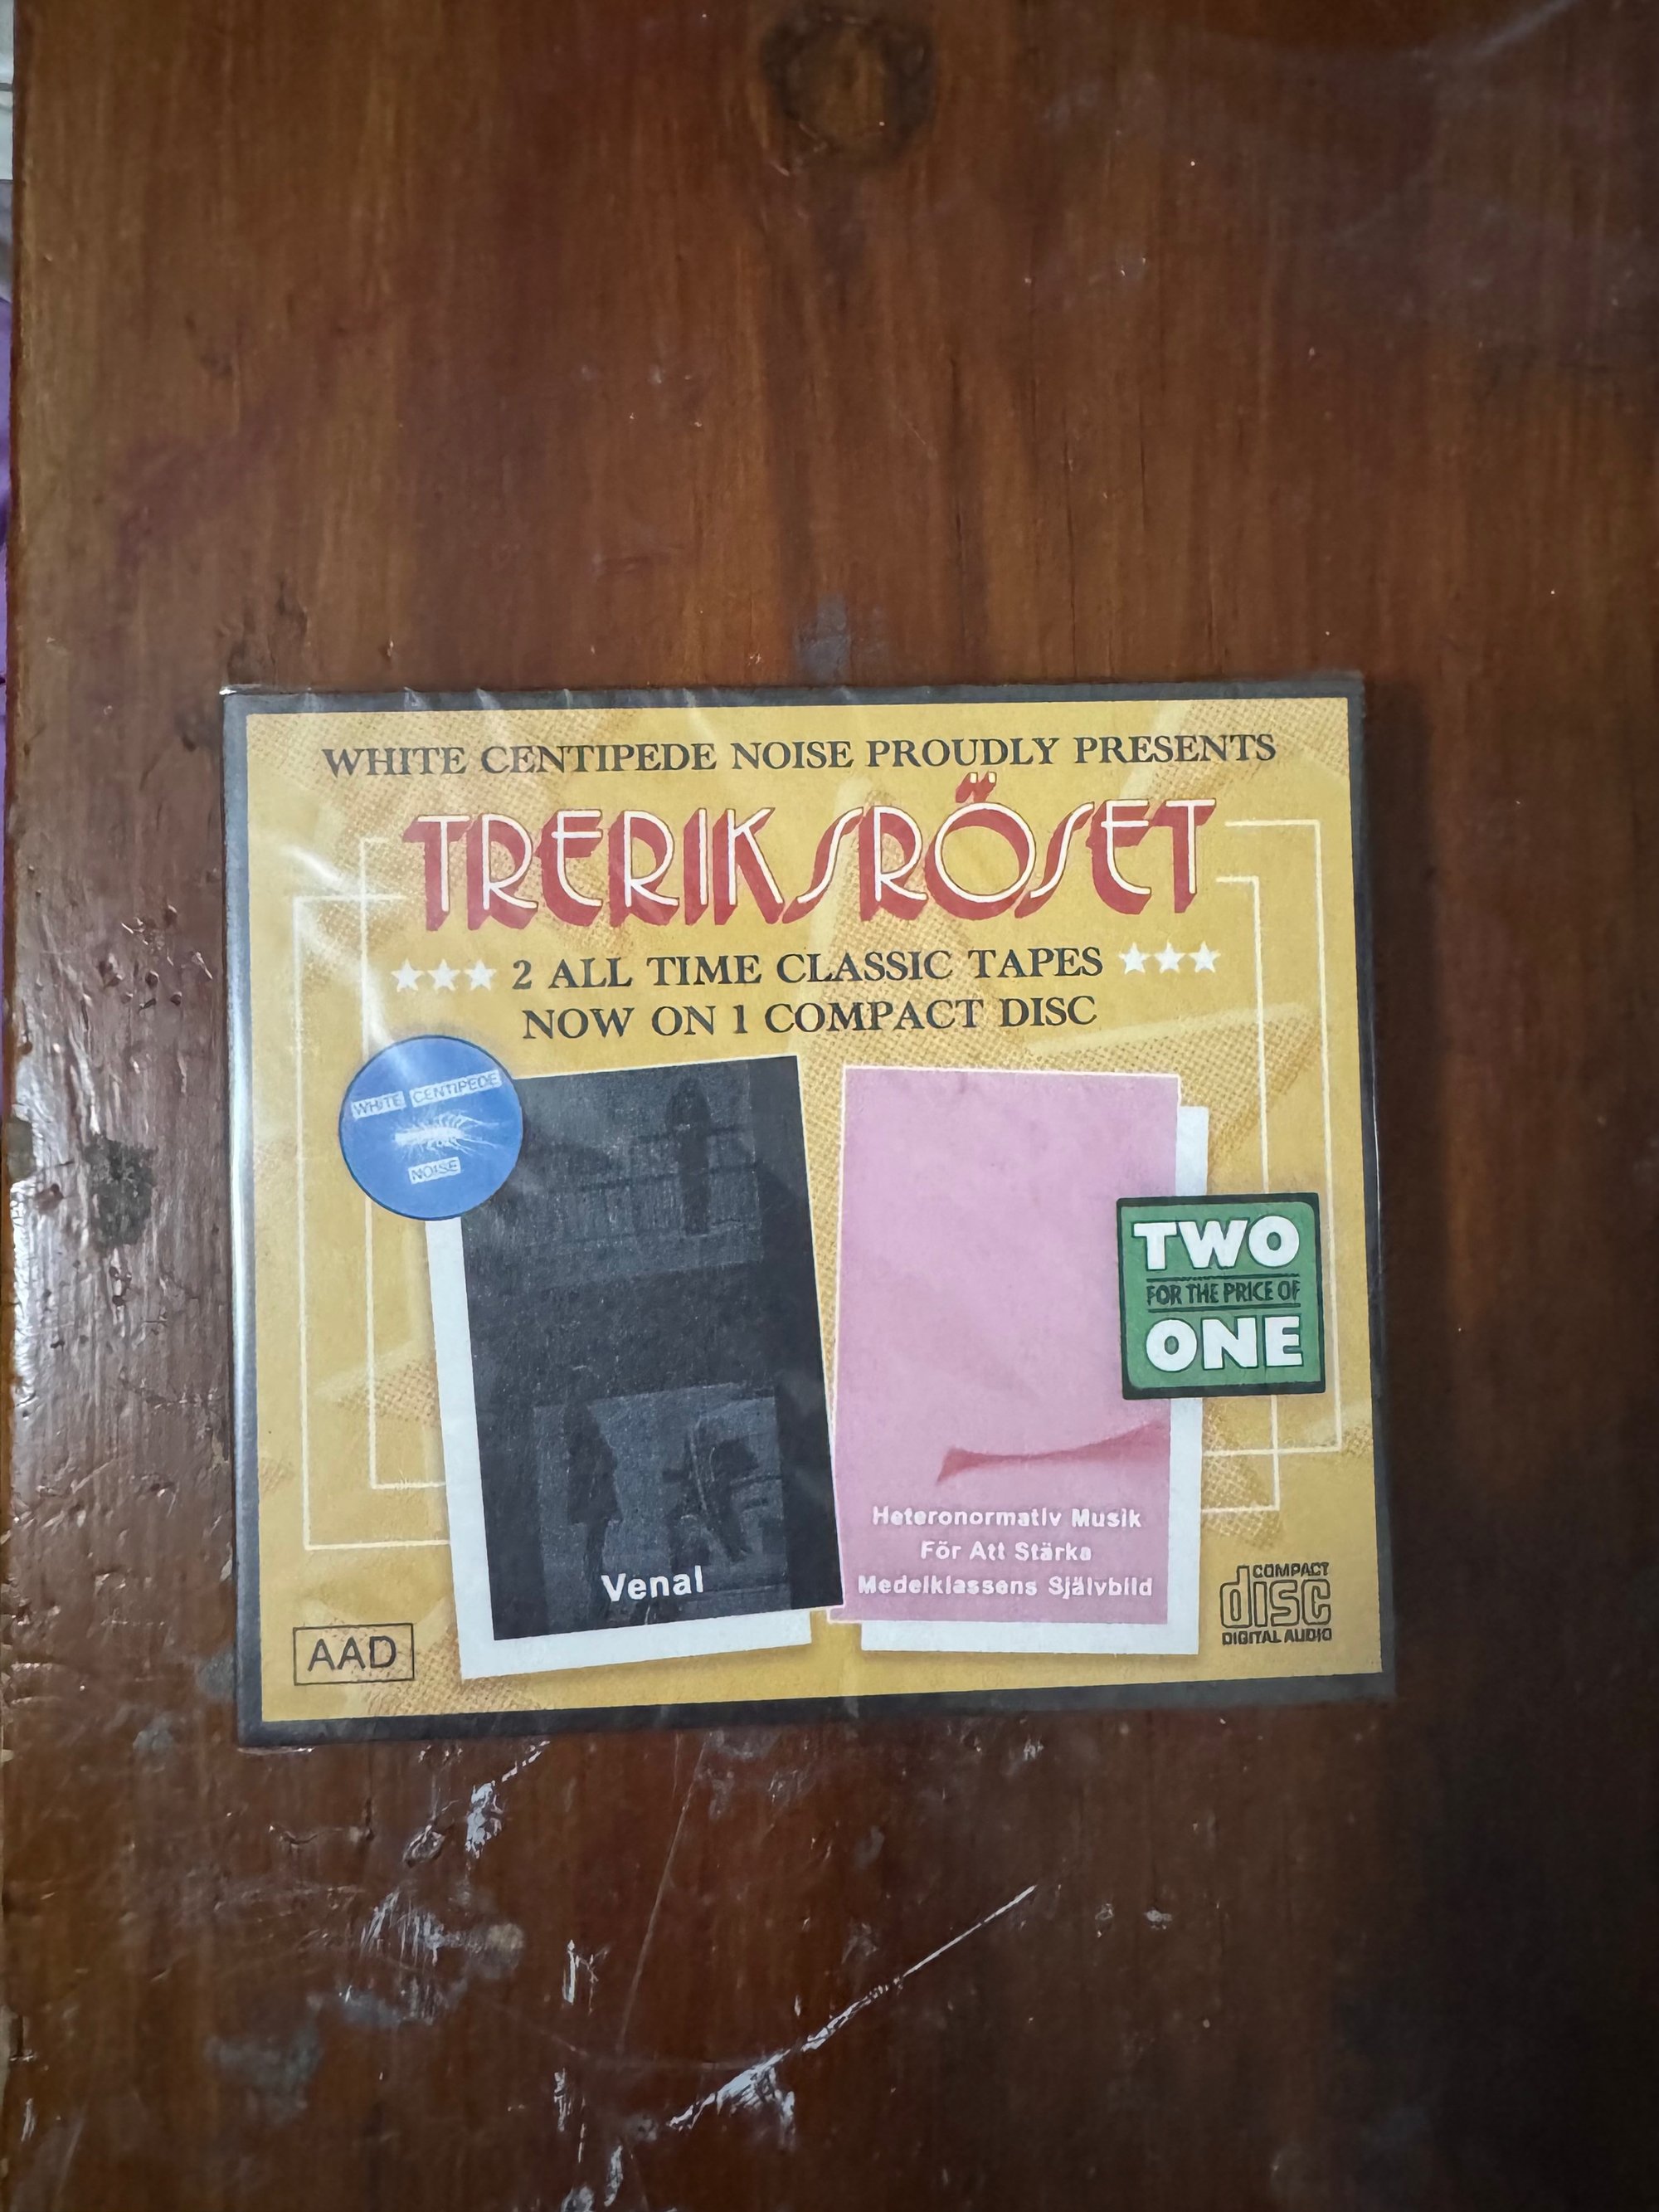 WHITE CENTIPEDE NOISE PROUDLY PRESENTS
TRERIKSRÖSET
2 ALL TIME CLASSIC TAPES
NOW ON 1 COMPACT DISC
WHITE CENTIPEDE
NOISE
TWO
FOR THE PRICE OF
ONE
Venal
Heteronormativ Musik
För Att Stärka
Medelklassens Självbild
AAD
COMPACT
disc
DIGITAL AUDIO